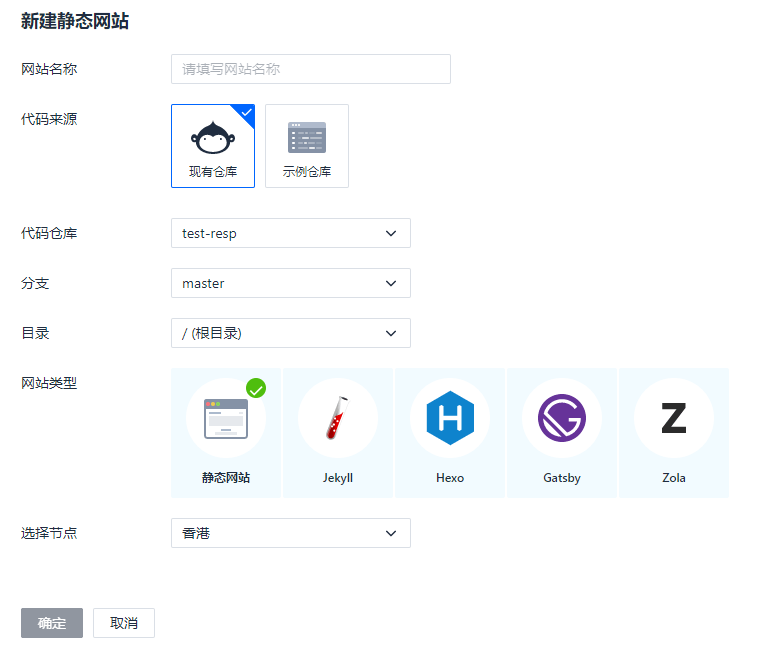 新建静态网站
网站名称 请填写网站名称
代码来源
现有仓库 示例仓库
代码仓库 test-resp
分支 master
目录 / (根目录)
网站类型
静态网站 Jekyll Hexo Gatsby Zola
选择节点 香港
确定 取消